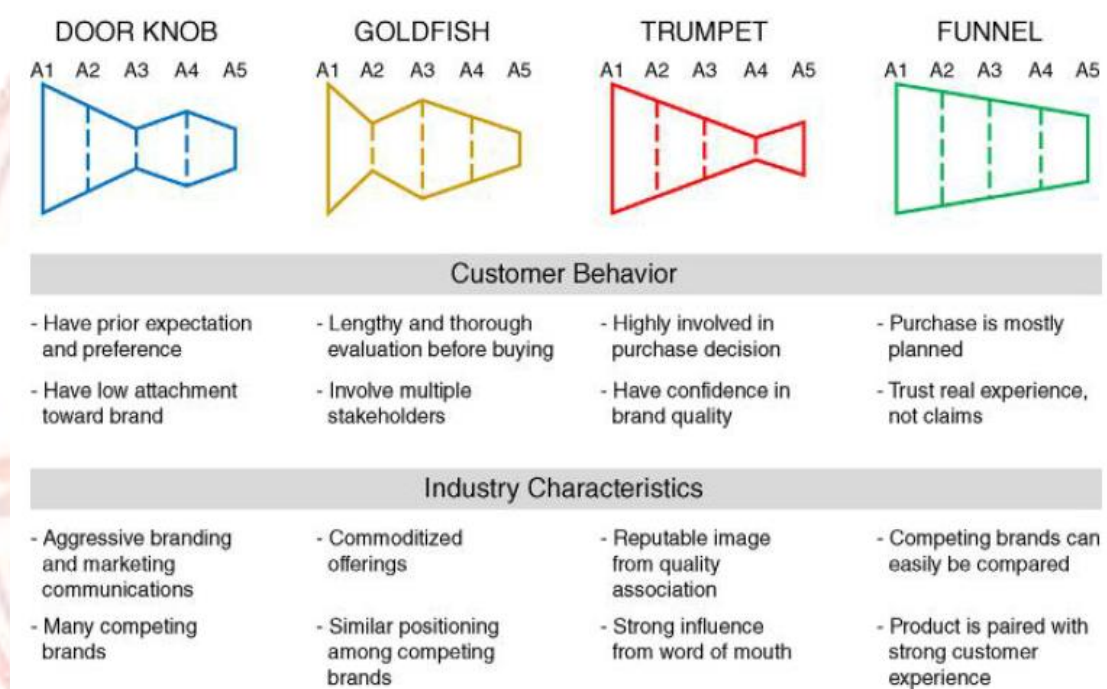 DOOR KNOB
GOLDFISH
TRUMPET
FUNNEL
A1 A2 A3 A4 A5
A1 A2 A3 A4 A5
A1 A2 A3 A4 A5
A1 A2 A3 A4 A5
Customer Behavior
- Have prior expectation
and preference
- Have low attachment
toward brand
- Lengthy and thorough
evaluation before buying
- Involve multiple
stakeholders
- Highly involved in
purchase decision
- Have confidence in
brand quality
- Purchase is mostly
planned
- Trust real experience,
not claims
Industry Characteristics
- Aggressive branding
and marketing
communications
- Many competing
brands
- Commoditized
offerings
- Similar positioning
among competing
brands
- Reputable image
from quality
association
- Strong influence
from word of mouth
- Competing brands can
easily be compared
- Product is paired with
strong customer
experience